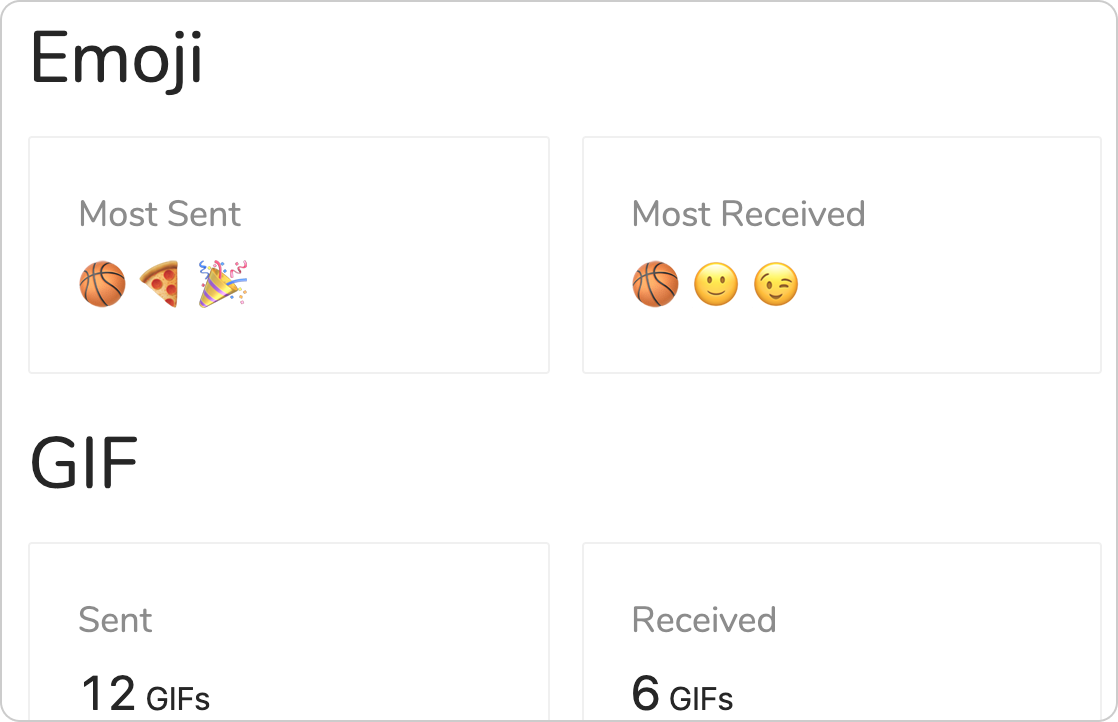 Emoji
Most Sent
🏀 🍕 🎉
Most Received
🏀 🙂 😉
GIF
Sent
12 GIFs
Received
6 GIFs